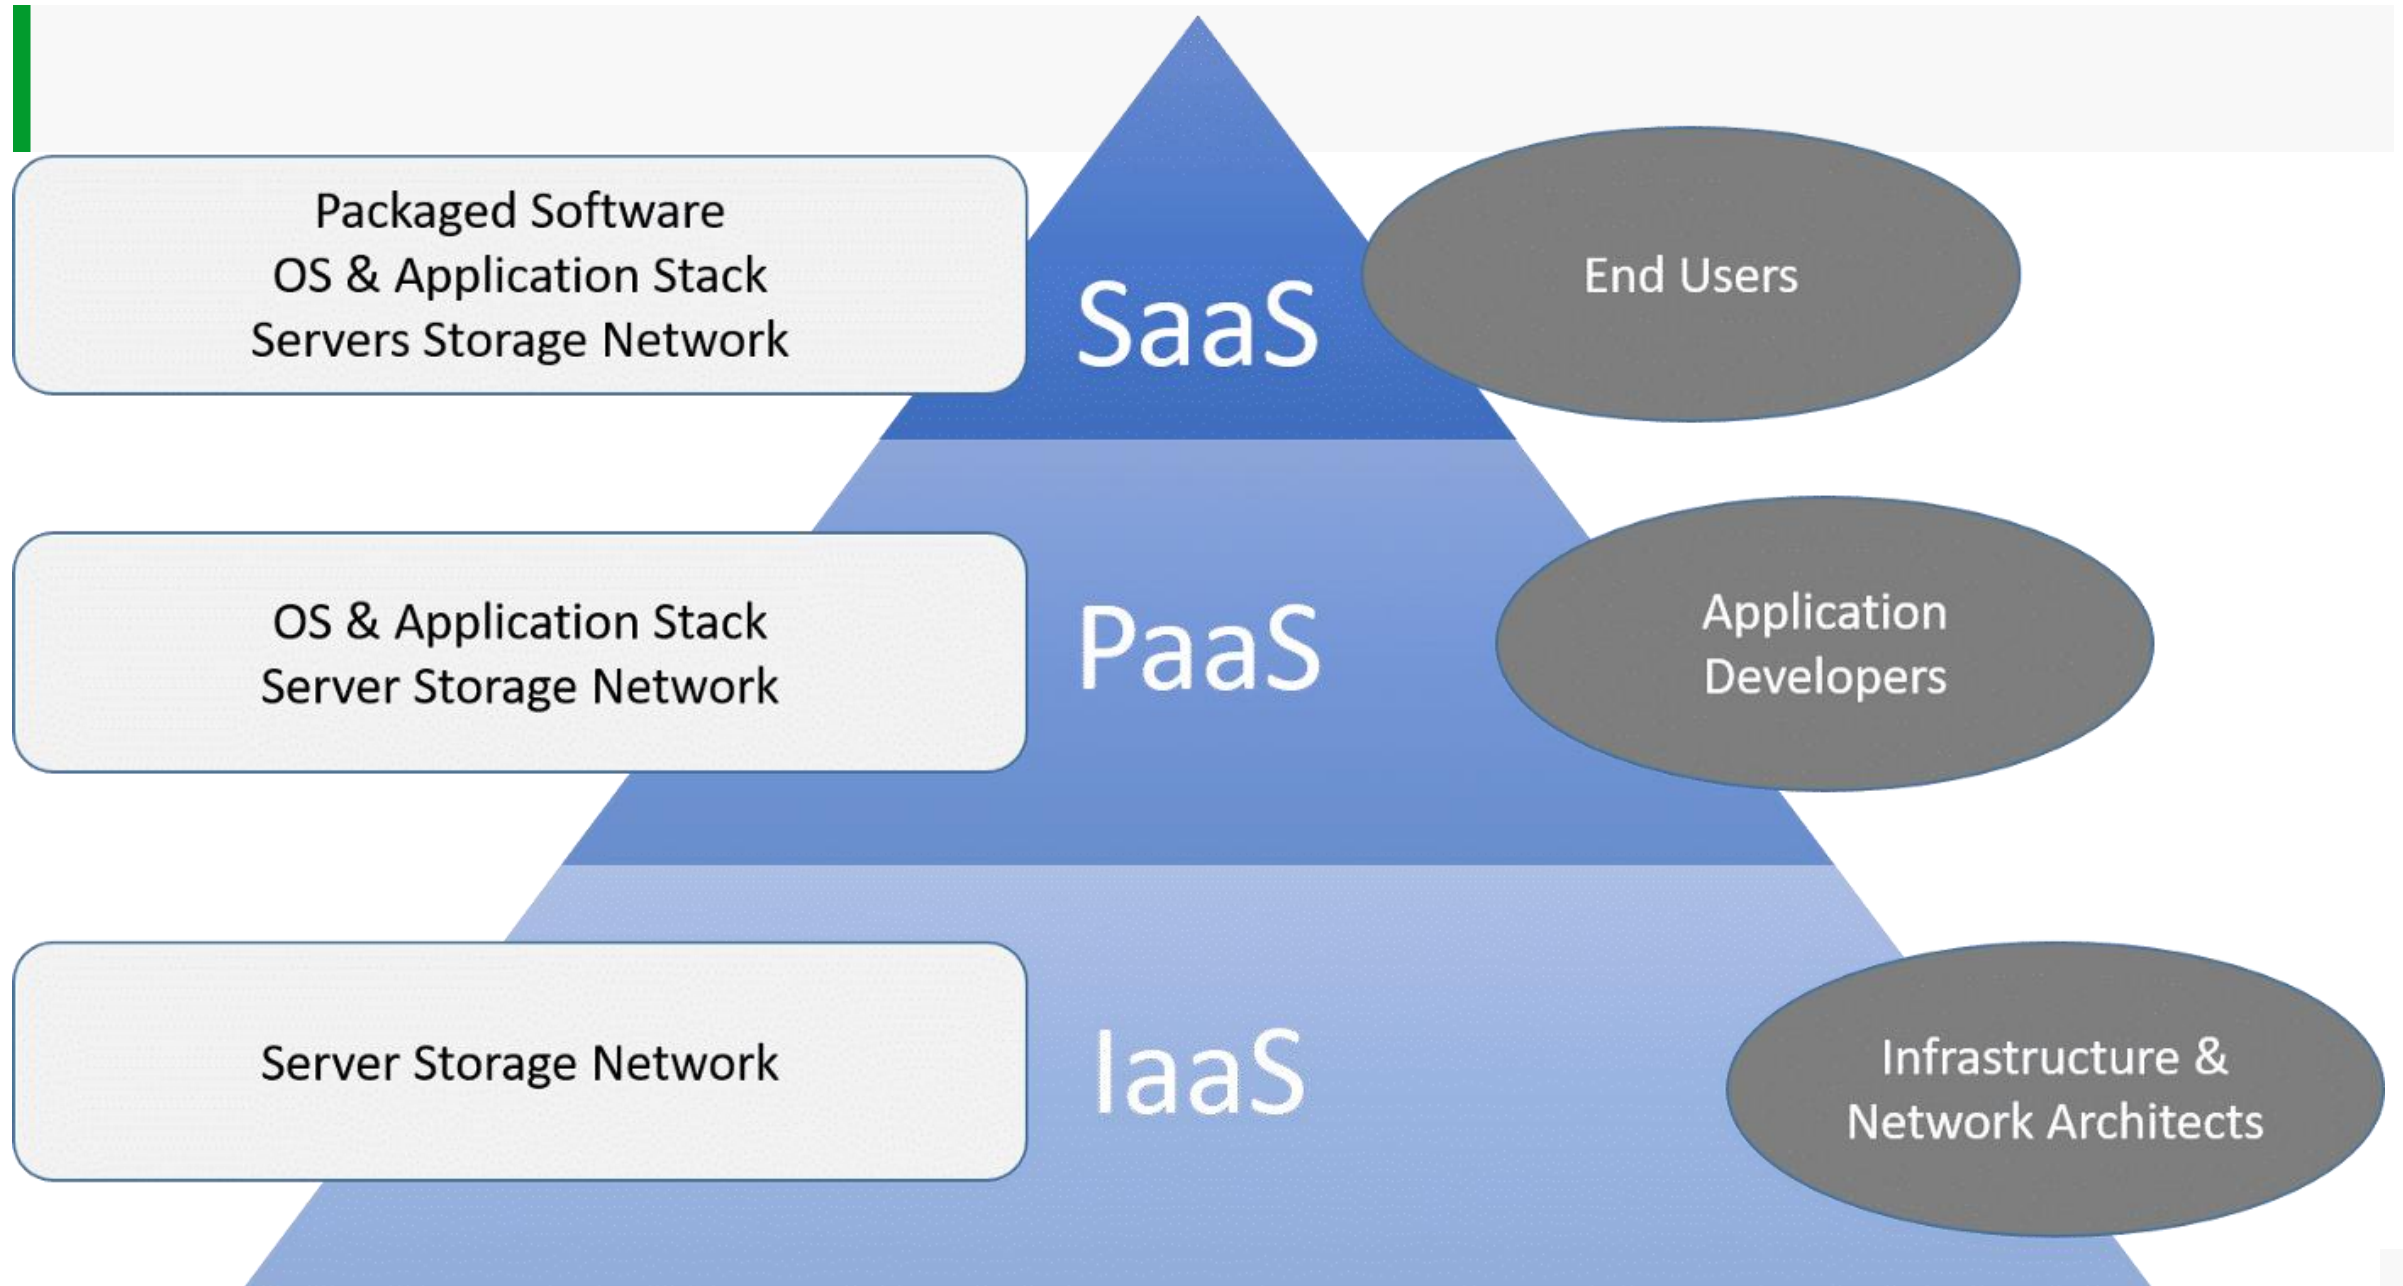 Packaged Software
OS & Application Stack
Servers Storage Network
SaaS
End Users
OS & Application Stack
Server Storage Network
PaaS
Application
Developers
Server Storage Network
IaaS
Infrastructure &
Network Architects